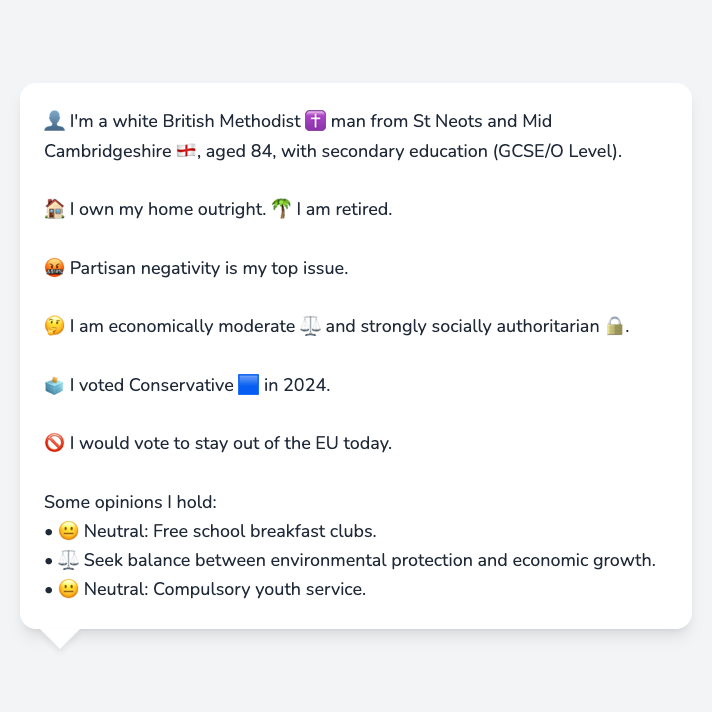 👤 I'm a white British Methodist ✝️ man from St Neots and Mid
Cambridgeshire 🏴󠁧󠁢󠁥󠁮󠁧󠁿, aged 84, with secondary education (GCSE/O Level).
🏠 I own my home outright. 🌴 I am retired.
🤬 Partisan negativity is my top issue.
🤔 I am economically moderate ⚖️ and strongly socially authoritarian 🔒.
🗳️ I voted Conservative 🟦 in 2024.
🚫 I would vote to stay out of the EU today.
Some opinions I hold:
• 😐 Neutral: Free school breakfast clubs.
• ⚖️ Seek balance between environmental protection and economic growth.
• 😐 Neutral: Compulsory youth service.